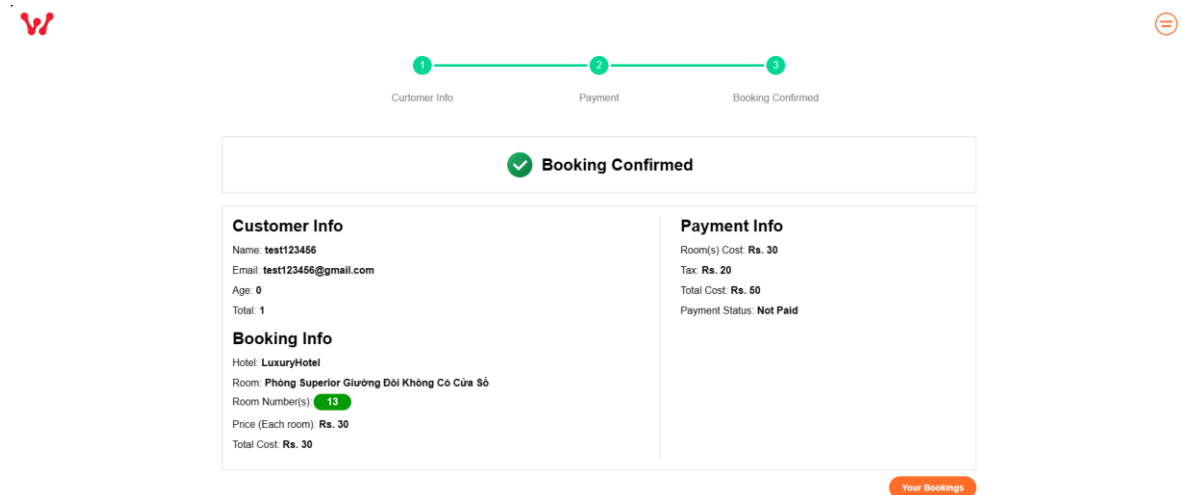 1
2
3
Curtomer Info
Payment
Booking Confirmed
Booking Confirmed
Customer Info
Name: test123456
Email: test123456@gmail.com
Age: 0
Total: 1
Booking Info
Hotel: LuxuryHotel
Room: Phòng Superior Giường Đôi Không Có Cửa Sổ
Room Number(s): 13
Price (Each room): Rs. 30
Total Cost: Rs. 30
Payment Info
Room(s) Cost: Rs. 30
Tax: Rs. 20
Total Cost: Rs. 50
Payment Status: Not Paid
Your Bookings